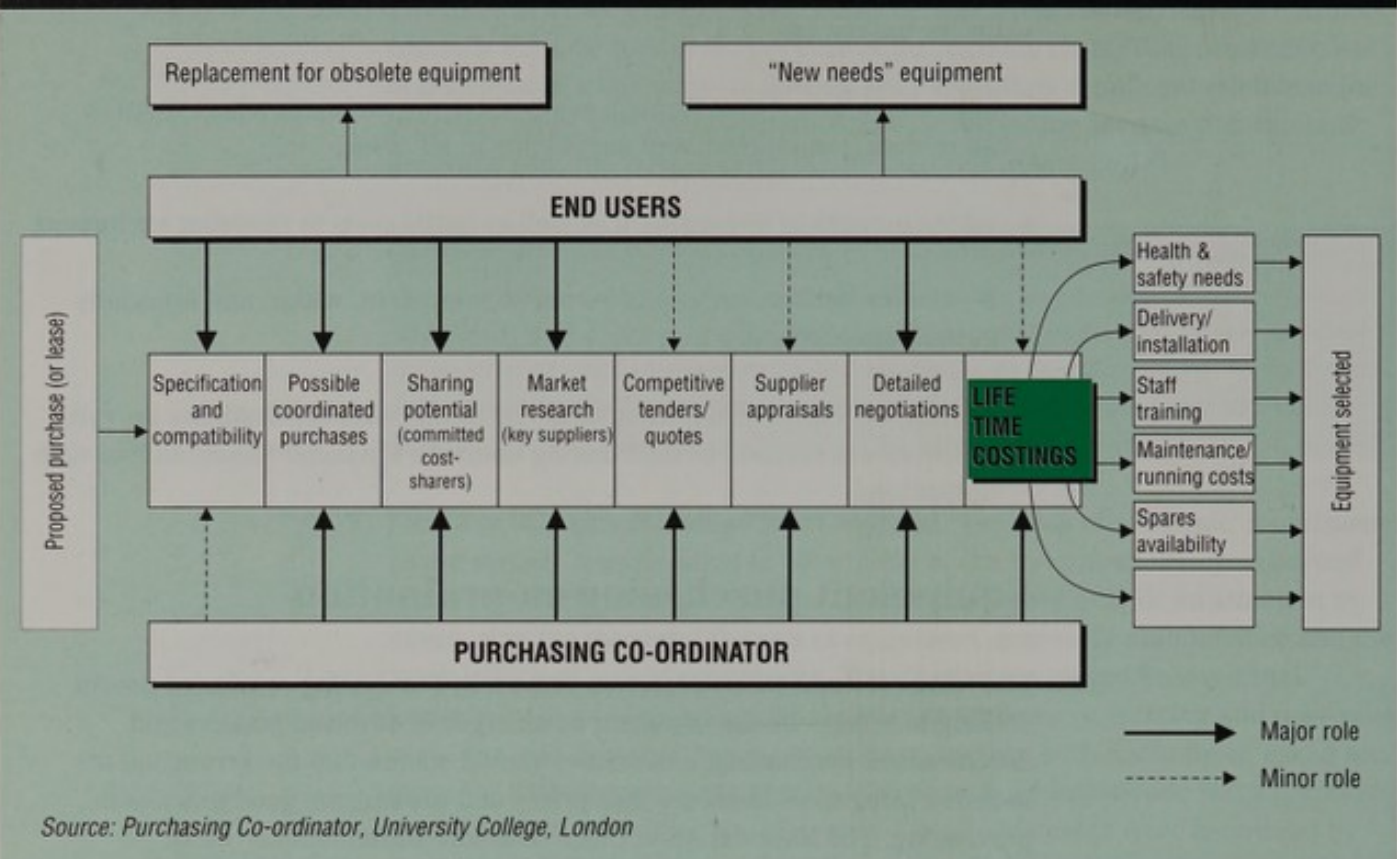 Replacement for obsolete equipment
“New needs” equipment
END USERS
Proposed purchase (or lease)
Specification
and
compatibility
Possible
coordinated
purchases
Sharing
potential
(committed
cost-
sharers)
Market
research
(key suppliers)
Competitive
tenders/
quotes
Supplier
appraisals
Detailed
negotiations
LIFE
TIME
COSTINGS
Health &
safety needs
Delivery/
installation
Staff
training
Maintenance/
running costs
Spares
availability
Equipment selected
PURCHASING CO-ORDINATOR
Major role
Minor role
Source: Purchasing Co-ordinator, University College, London